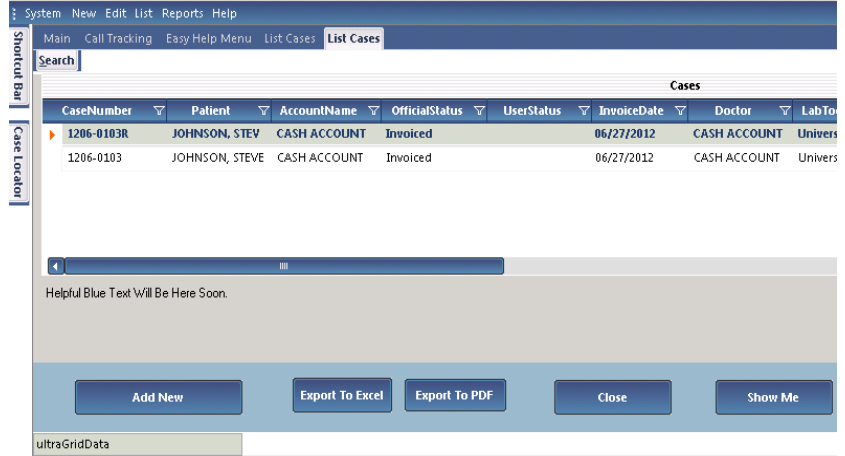 System New Edit List Reports Help
Main Call Tracking Easy Help Menu List Cases List Cases
Shortcut Bar
Case Locator
Search
Cases
CaseNumber Patient AccountName OfficialStatus UserStatus InvoiceDate Doctor LabToo
1206-0103R JOHNSON, STEV CASH ACCOUNT Invoiced 06/27/2012 CASH ACCOUNT Univers
1206-0103 JOHNSON, STEVE CASH ACCOUNT Invoiced 06/27/2012 CASH ACCOUNT Univers
Helpful Blue Text Will Be Here Soon.
Add New Export To Excel Export To PDF Close Show Me
ultraGridData